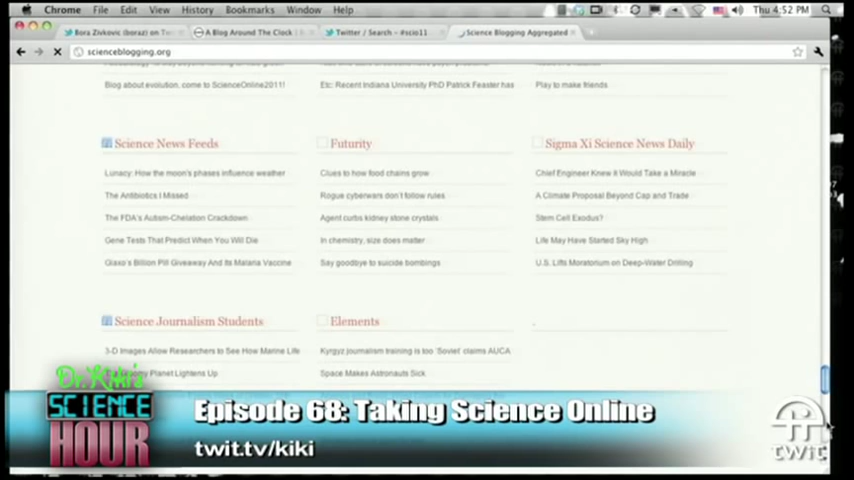 Chrome File Edit View History Bookmarks Window Help
Thu 4:52 PM
Bora Zivkovic (boraz) on Tw
A Blog Around The Clock
Twitter / Search - #scio11
Science Blogging Aggregated
scienceblogging.org
Blog about evolution, come to ScienceOnline2011!
Etc: Recent Indiana University PhD Patrick Feaster has
Play to make friends
Science News Feeds
Futurity
Sigma Xi Science News Daily
Lunacy: How the moon's phases influence weather
Clues to how food chains grow
Chief Engineer Knew It Would Take a Miracle
The Antibiotics I Missed
Rogue cyberwars don't follow rules
A Climate Proposal Beyond Cap and Trade
The FDA's Autism-Chelation Crackdown
Agent curbs kidney stone crystals
Stem Cell Exodus?
Gene Tests That Predict When You Will Die
In chemistry, size does matter
Life May Have Started Sky High
Glaxo's Billion Pill Giveaway And Its Malaria Vaccine
Say goodbye to suicide bombings
U.S. Lifts Moratorium on Deep-Water Drilling
Science Journalism Students
Elements
3-D Images Allow Researchers to See How Marine Life
Kyrgyz journalism training is too 'Soviet' claims AUCA
Planet Lightens Up
Space Makes Astronauts Sick
Dr. Kiki's
SCIENCE
HOUR
Episode 68: Taking Science Online
twit.tv/kiki
twit